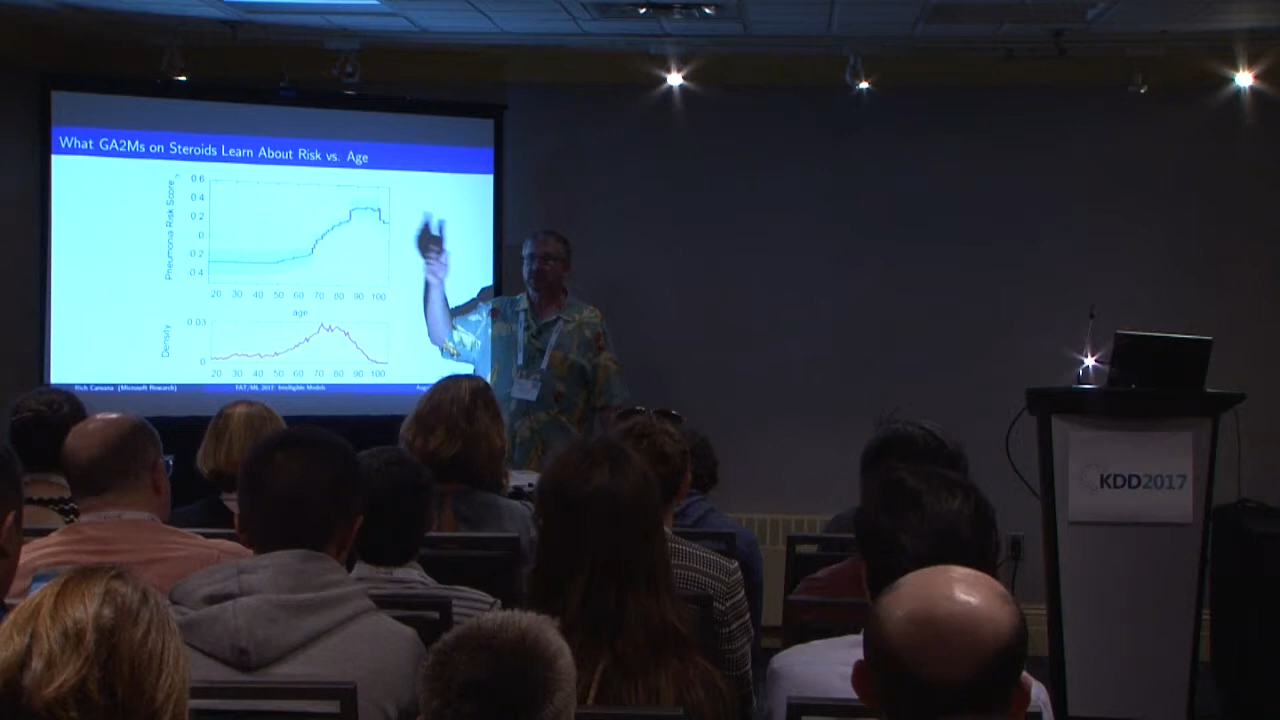 What GA2Ms on Steroids Learn About Risk vs. Age
Pneumonia Risk Score
0.6
0.4
0.2
0
0.2
0.4
20 30 40 50 60 70 80 90 100
age
Density
0.03
0
20 30 40 50 60 70 80 90 100
Rich Caruana (Microsoft Research)
FAT/ML 2017: Intelligible Models
KDD2017